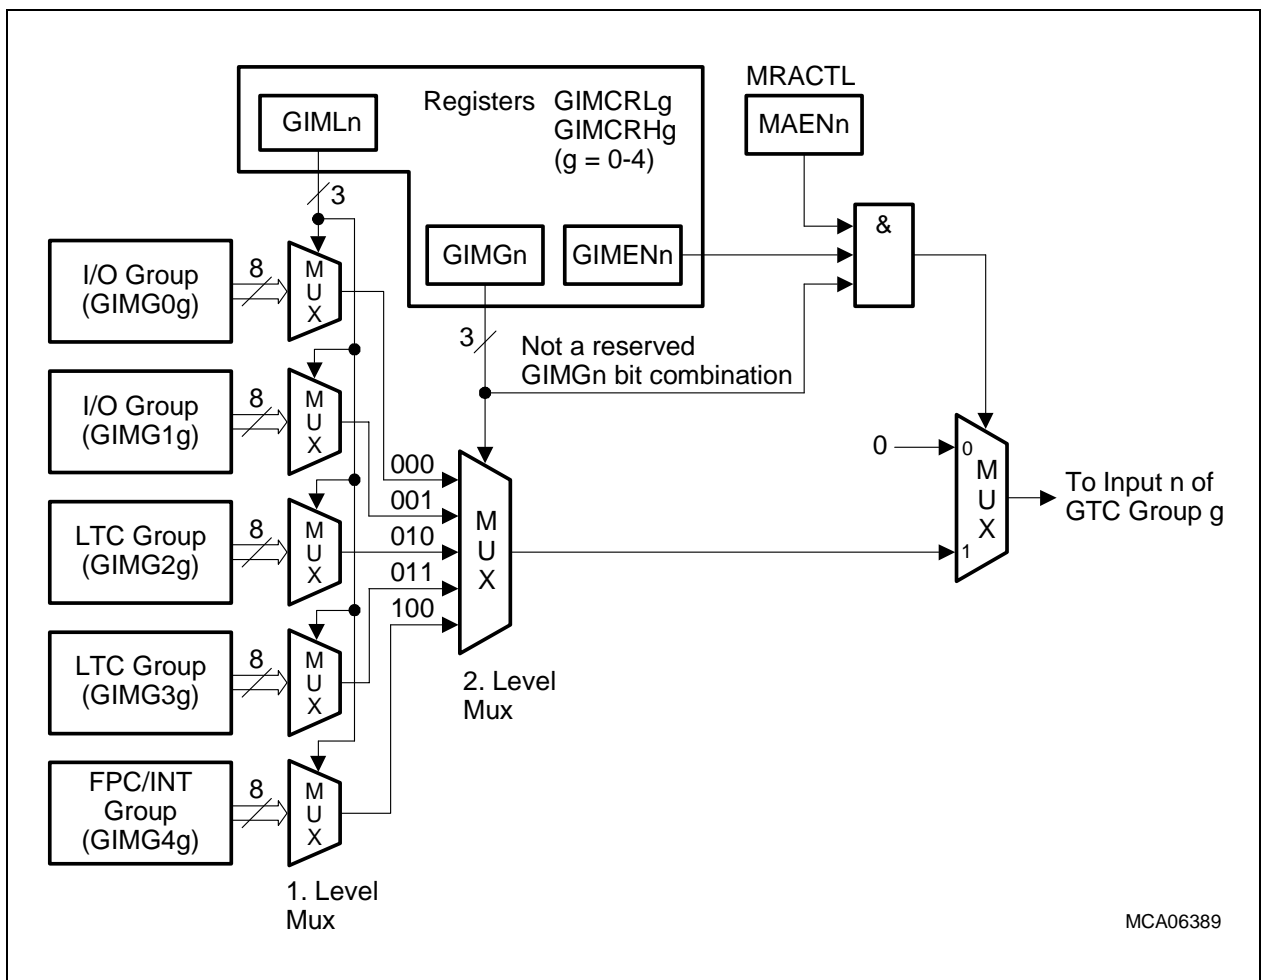 MRACTL
GIMLn
Registers GIMCRLg
GIMCRHg
(g = 0-4)
MAENn
3
&
GIMGn
GIMENn
I/O Group
(GIMG0g)
8
MUX
3
Not a reserved
GIMGn bit combination
I/O Group
(GIMG1g)
8
MUX
000
001
010
011
100
MUX
0
0
1
MUX
To Input n of
GTC Group g
LTC Group
(GIMG2g)
8
MUX
LTC Group
(GIMG3g)
8
MUX
2. Level
Mux
FPC/INT
Group
(GIMG4g)
8
MUX
1. Level
Mux
MCA06389